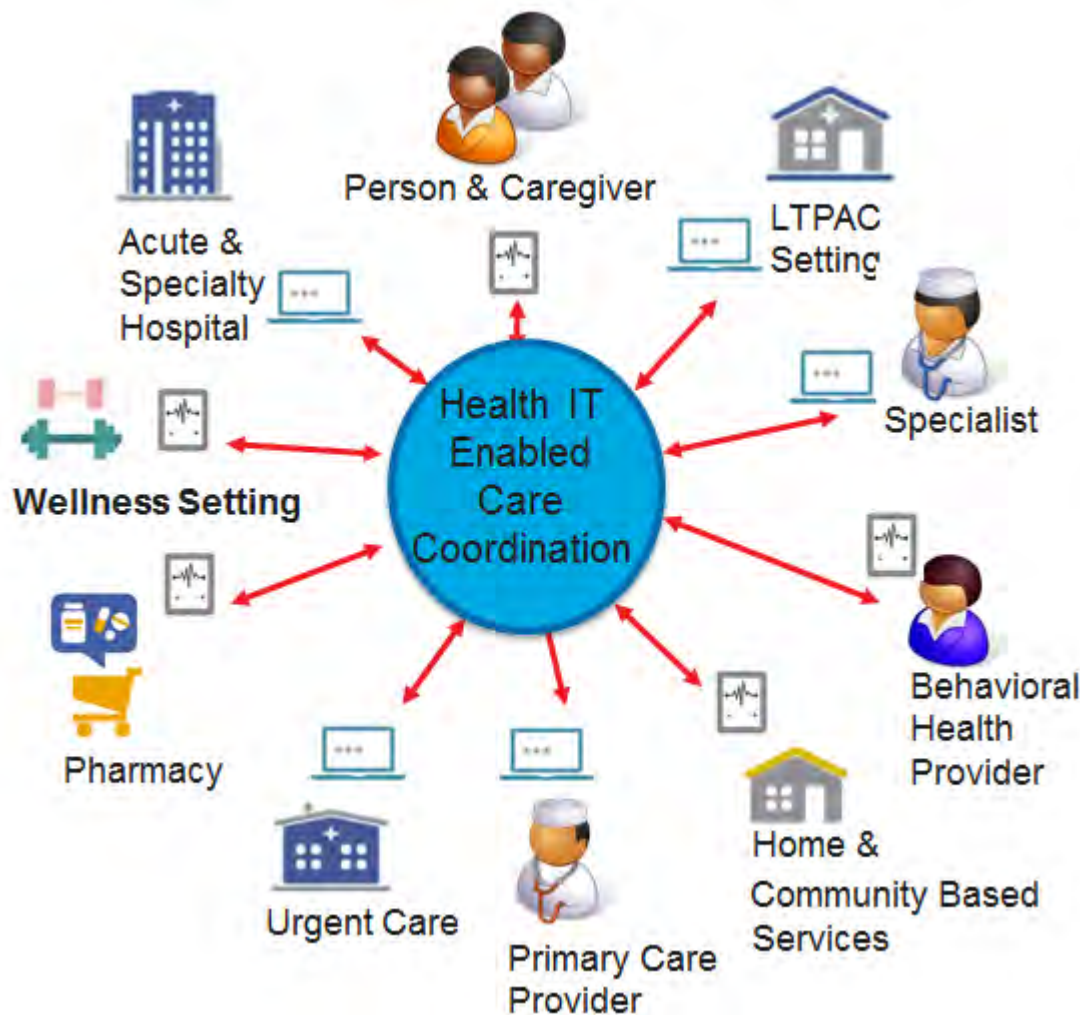 Person & Caregiver
Acute &
Specialty
Hospital
LTPAC
Setting
Specialist
Health IT
Enabled
Care
Coordination
Wellness Setting
Behavioral
Health
Provider
Pharmacy
Home &
Community Based
Services
Urgent Care
Primary Care
Provider